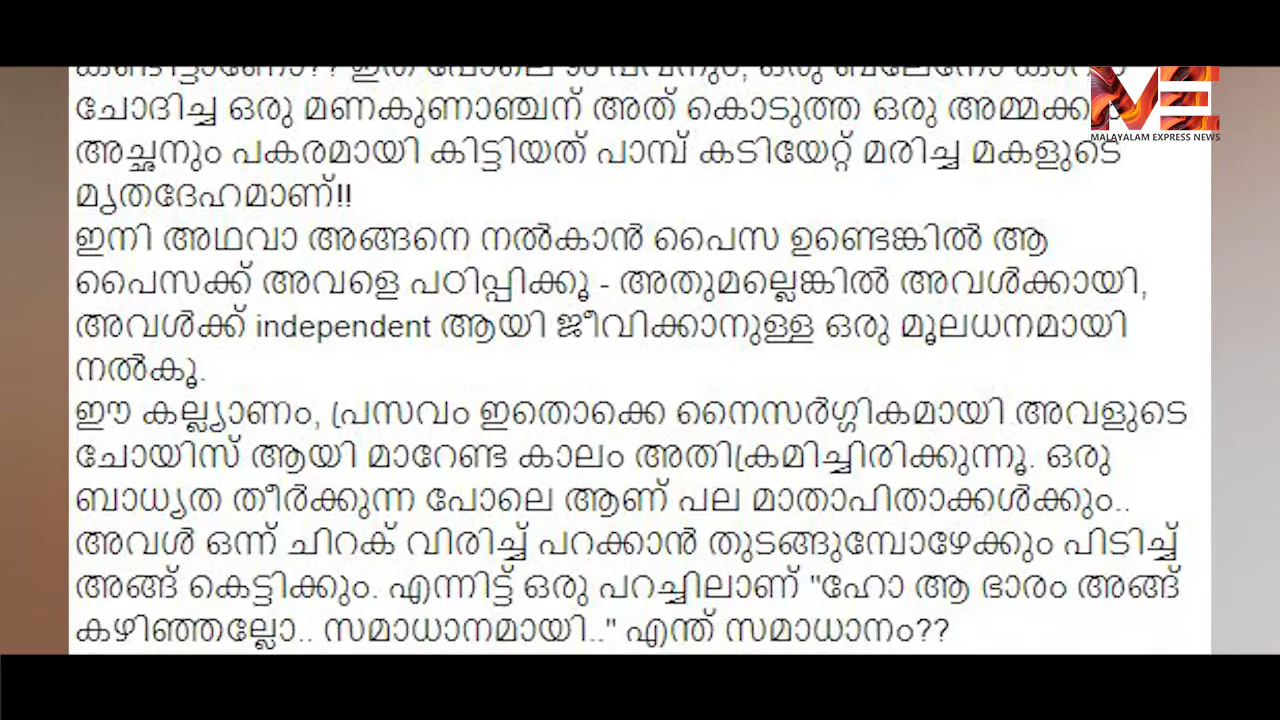 ചോദിച്ച ഒരു മണകുണാഞ്ചന് അത് കൊടുത്ത ഒരു
MALAYALAM EXPRESS NEWS
അച്ഛനും പകരമായി കിട്ടിയത് പാമ്പ് കടിയേറ്റ് മരിച്ച മകളുടെ
മൃതദേഹമാണ്!!
ഇനി അഥവാ അങ്ങനെ നൽകാൻ പൈസ ഉണ്ടെങ്കിൽ ആ
പൈസക്ക് അവളെ പഠിപ്പിക്കൂ - അതുമല്ലെങ്കിൽ അവൾക്കായി,
അവൾക്ക് independent ആയി ജീവിക്കാനുള്ള ഒരു മൂലധനമായി
നൽകൂ.
ഈ കല്ല്യാണം, പ്രസവം ഇതൊക്കെ നൈസർഗ്ഗികമായി അവളുടെ
ചോയിസ് ആയി മാറേണ്ട കാലം അതിക്രമിച്ചിരിക്കുന്നൂ. ഒരു
ബാധ്യത തീർക്കുന്ന പോലെ ആണ് പല മാതാപിതാക്കൾക്കും..
അവൾ ഒന്ന് ചിറക് വിരിച്ച് പറക്കാൻ തുടങ്ങുമ്പോഴേക്കും പിടിച്ച്
അങ്ങ് കെട്ടിക്കും. എന്നിട്ട് ഒരു പറച്ചിലാണ് "ഹോ ആ ഭാരം അങ്ങ്
കഴിഞ്ഞല്ലോ.. സമാധാനമായി.." എന്ത് സമാധാനം??